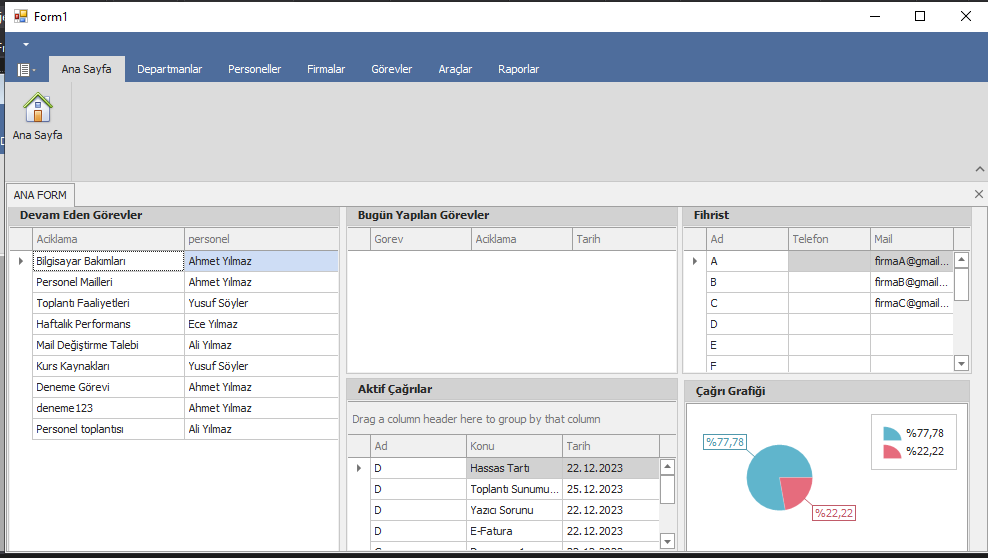 Form1
Ana Sayfa Departmanlar Personeller Firmalar Görevler Araçlar Raporlar
Ana Sayfa
ANA FORM
Devam Eden Görevler
Aciklama personel
Bilgisayar Bakımları Ahmet Yılmaz
Personel Mailleri Ahmet Yılmaz
Toplantı Faaliyetleri Yusuf Söyler
Haftalık Performans Ece Yılmaz
Mail Değiştirme Talebi Ali Yılmaz
Kurs Kaynakları Yusuf Söyler
Deneme Görevi Ahmet Yılmaz
deneme123 Ahmet Yılmaz
Personel toplantısı Ali Yılmaz
Bugün Yapılan Görevler
Gorev Aciklama Tarih
Aktif Çağrılar
Drag a column header here to group by that column
Ad Konu Tarih
D Hassas Tartı 22.12.2023
D Toplantı Sunumu... 25.12.2023
D Yazıcı Sorunu 22.12.2023
D E-Fatura 22.12.2023
Fihrist
Ad Telefon Mail
A firmaA@gmail...
B firmaB@gmail...
C firmaC@gmail...
D
E
F
Çağrı Grafiği
%77,78
%22,22
%77,78
%22,22